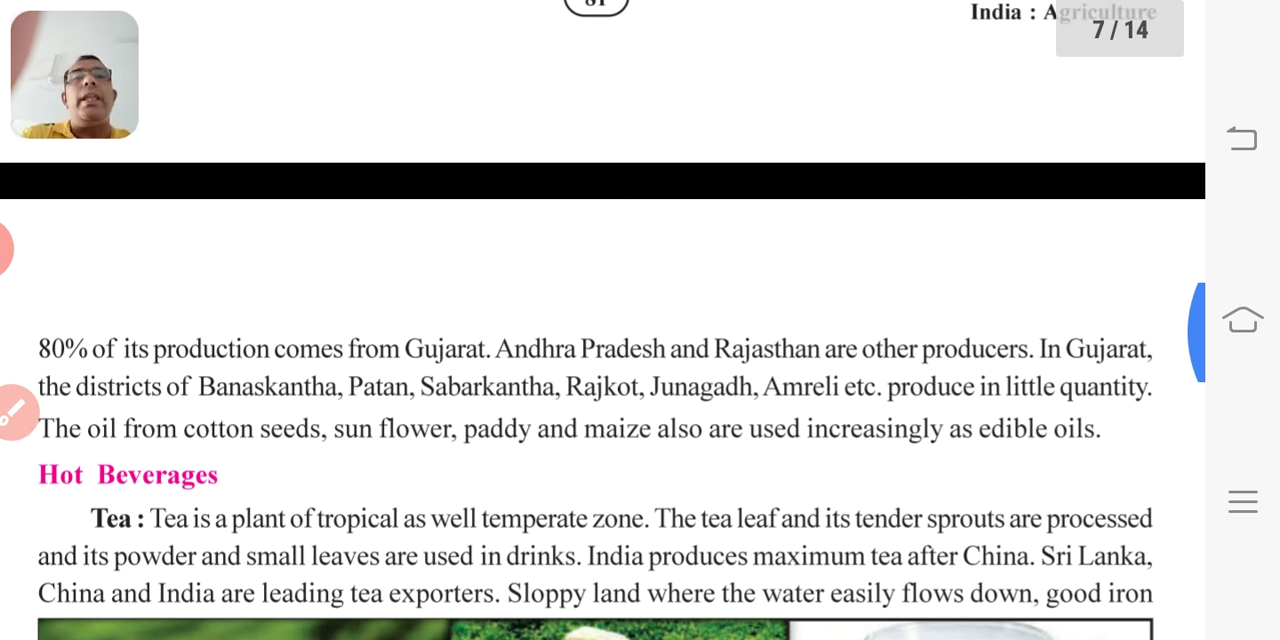 India : Agriculture
7 / 14
80% of its production comes from Gujarat. Andhra Pradesh and Rajasthan are other producers. In Gujarat,
the districts of Banaskantha, Patan, Sabarkantha, Rajkot, Junagadh, Amreli etc. produce in little quantity.
The oil from cotton seeds, sun flower, paddy and maize also are used increasingly as edible oils.
Hot Beverages
Tea : Tea is a plant of tropical as well temperate zone. The tea leaf and its tender sprouts are processed
and its powder and small leaves are used in drinks. India produces maximum tea after China. Sri Lanka,
China and India are leading tea exporters. Sloppy land where the water easily flows down, good iron